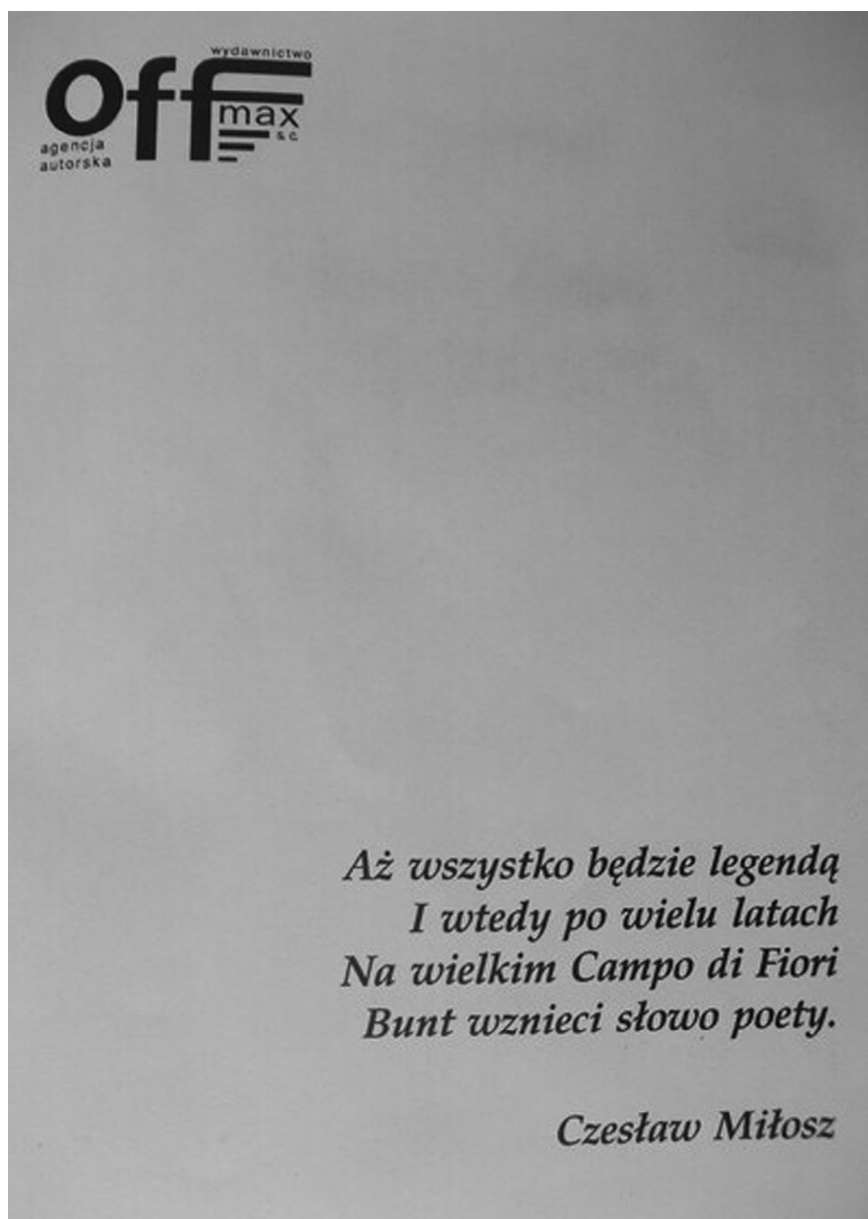 wydawnictwo
off
max
s.c.
agencja
autorska
Aż wszystko będzie legendą
I wtedy po wielu latach
Na wielkim Campo di Fiori
Bunt wznieci słowo poety.
Czesław Miłosz